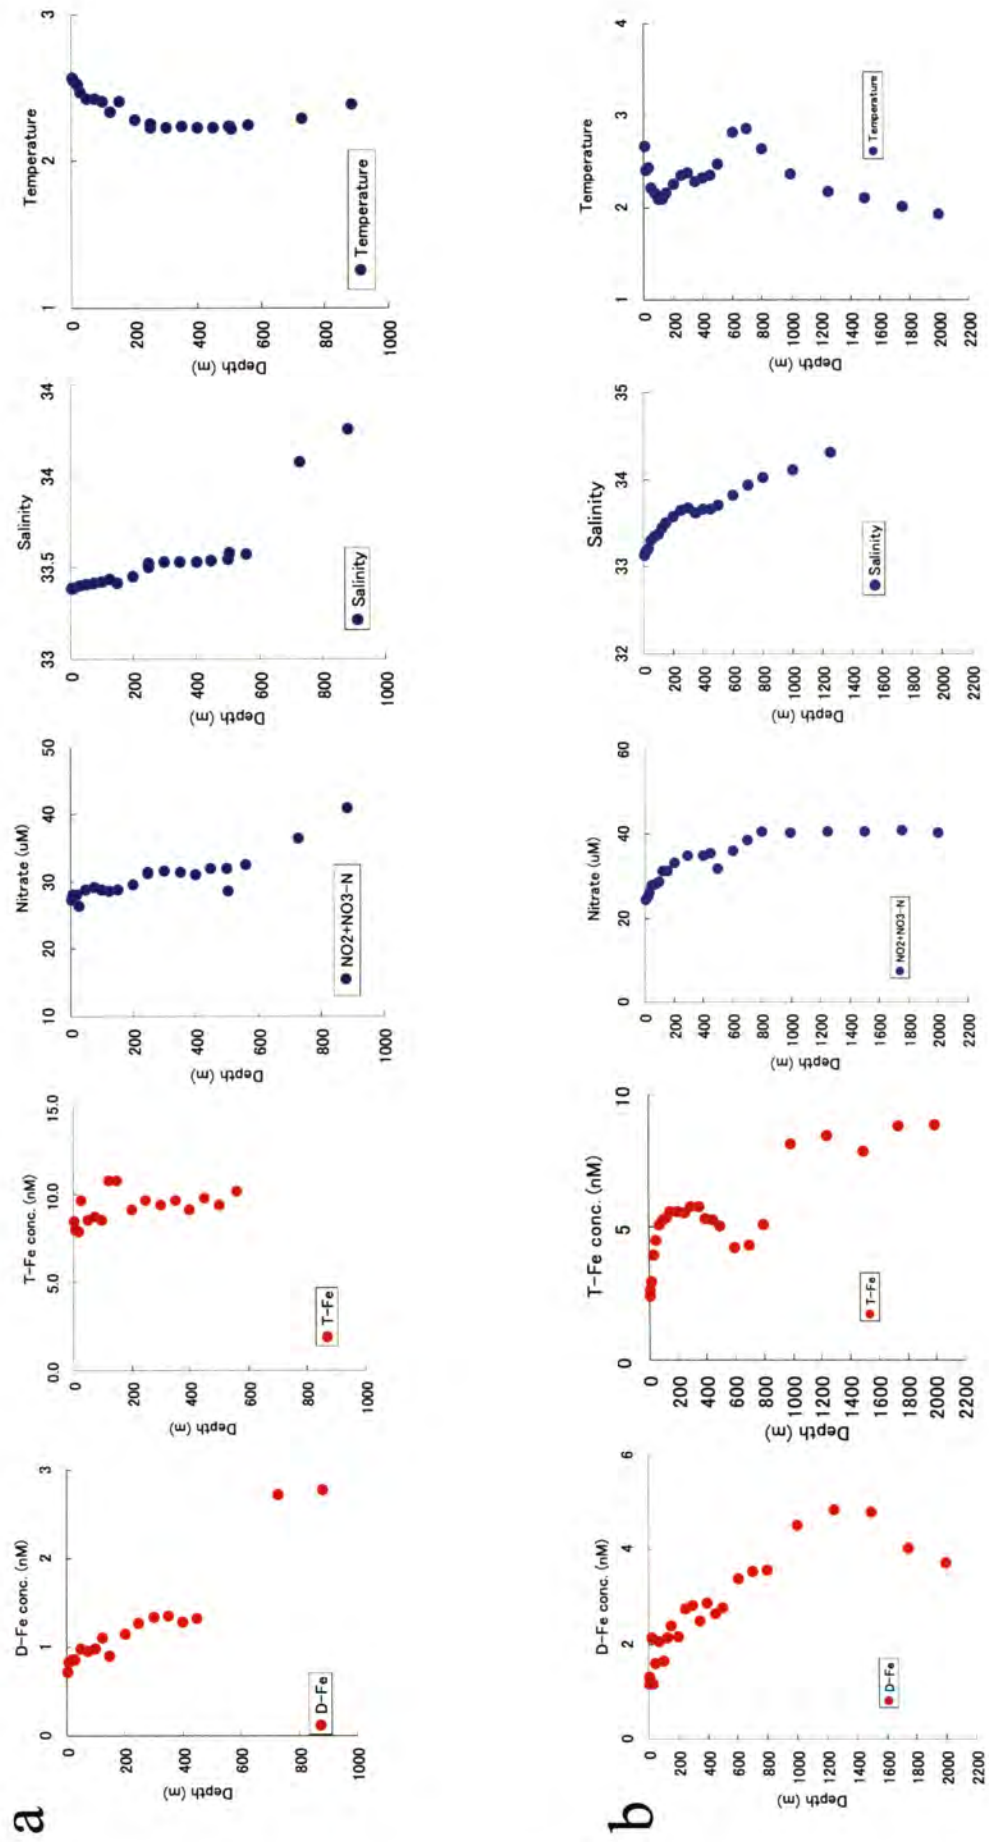 a
D-Fe conc. (nM)
0 1 2 3
0
200
400
600
800
1000
Depth (m)
D-Fe
T-Fe conc. (nM)
0.0 5.0 10.0 15.0
0
200
400
600
800
1000
Depth (m)
T-Fe
Nitrate (uM)
10 20 30 40 50
0
200
400
600
800
1000
Depth (m)
NO2+NO3-N
Salinity
33 33.5 34 34
0
200
400
600
800
1000
Depth (m)
Salinity
Temperature
1 2 3
0
200
400
600
800
1000
Depth (m)
Temperature
b
D-Fe conc. (nM)
0 2 4 6
0
200
400
600
800
1000
1200
1400
1600
1800
2000
2200
Depth (m)
D-Fe
T-Fe conc. (nM)
0 5 10
0
200
400
600
800
1000
1200
1400
1600
1800
2000
2200
Depth (m)
T-Fe
Nitrate (uM)
0 20 40 60
0
200
400
600
800
1000
1200
1400
1600
1800
2000
2200
Depth (m)
NO2+NO3-N
Salinity
32 33 34 35
0
200
400
600
800
1000
1200
1400
1600
1800
2000
2200
Depth (m)
Salinity
Temperature
1 2 3 4
0
200
400
600
800
1000
1200
1400
1600
1800
2000
2200
Depth (m)
Temperature